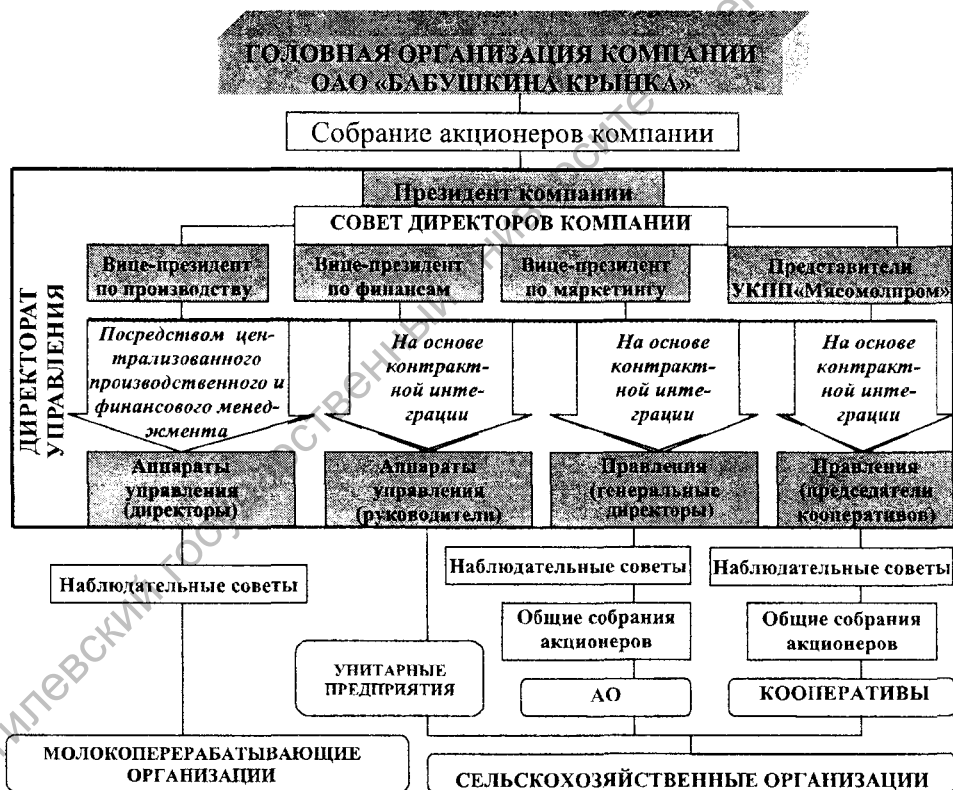 ГОЛОВНАЯ ОРГАНИЗАЦИЯ КОМПАНИИ
ОАО «БАБУШКИНА КРЫНКА»
Собрание акционеров компании
Президент компании
СОВЕТ ДИРЕКТОРОВ КОМПАНИИ
ДИРЕКТОРАТ
УПРАВЛЕНИЯ
Вице-президент
по производству
Вице-президент
по финансам
Вице-президент
по маркетингу
Представители
УКПП«Мясомолпром»
Посредством цен-
трализованного
производственного и
финансового менед-
жмента
На основе
контракт-
ной инте-
грации
На основе
контракт-
ной инте-
грации
На основе
контракт-
ной инте-
грации
Аппараты
управления
(директоры)
Аппараты
управления
(руководители)
Правления
(генеральные
директоры)
Правления
(председатели
кооперативов)
Наблюдательные советы
Наблюдательные советы
Наблюдательные советы
Общие собрания
акционеров
Общие собрания
акционеров
УНИТАРНЫЕ
ПРЕДПРИЯТИЯ
АО
КООПЕРАТИВЫ
МОЛОКОПЕРЕРАБАТЫВАЮЩИЕ
ОРГАНИЗАЦИИ
СЕЛЬСКОХОЗЯЙСТВЕННЫЕ ОРГАНИЗАЦИИ